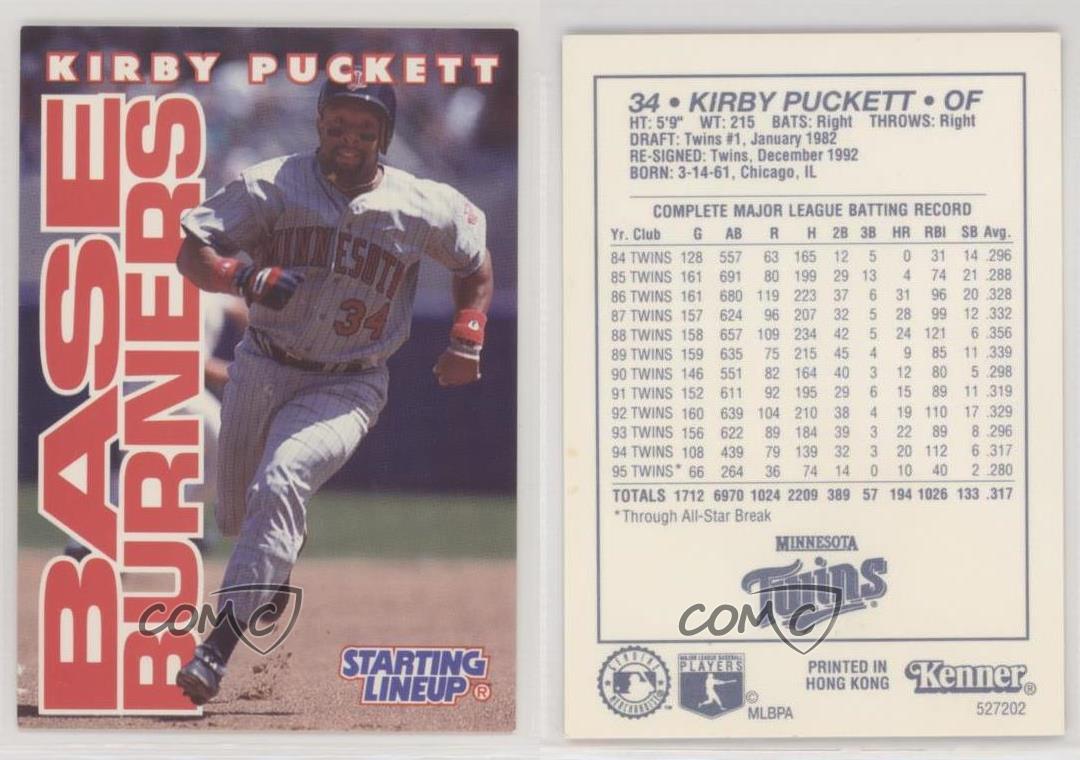 KIRBY PUCKETT
BASE
BURNERS
MINNESOTA
34
STARTING
LINEUP®
COMC
34 • KIRBY PUCKETT • OF
HT: 5'9" WT: 215 BATS: Right THROWS: Right
DRAFT: Twins #1, January 1982
RE-SIGNED: Twins, December 1992
BORN: 3-14-61, Chicago, IL
COMPLETE MAJOR LEAGUE BATTING RECORD
Yr. Club G AB R H 2B 3B HR RBI SB Avg.
84 TWINS 128 557 63 165 12 5 0 31 14 .296
85 TWINS 161 691 80 199 29 13 4 74 21 .288
86 TWINS 161 680 119 223 37 6 31 96 20 .328
87 TWINS 157 624 96 207 32 5 28 99 12 .332
88 TWINS 158 657 109 234 42 5 24 121 6 .356
89 TWINS 159 635 75 215 45 4 9 85 11 .339
90 TWINS 146 551 82 164 40 3 12 80 5 .298
91 TWINS 152 611 92 195 29 6 15 89 11 .319
92 TWINS 160 639 104 210 38 4 19 110 17 .329
93 TWINS 156 622 89 184 39 3 22 89 8 .296
94 TWINS 108 439 79 139 32 3 20 112 6 .317
95 TWINS* 66 264 36 74 14 0 10 40 2 .280
TOTALS 1712 6970 1024 2209 389 57 194 1026 133 .317
*Through All-Star Break
MINNESOTA
Twins
COMC
GENUINE
MERCHANDISE
MAJOR LEAGUE BASEBALL
PLAYERS
©
MLBPA
PRINTED IN
HONG KONG
Kenner®
527202